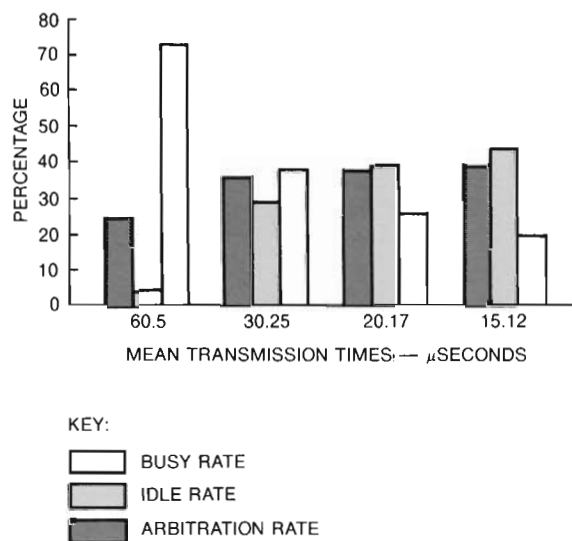 80
70
60
50
40
30
20
10
0
PERCENTAGE
60.5 30.25 20.17 15.12
MEAN TRANSMISSION TIMES — μSECONDS
KEY:
BUSY RATE
IDLE RATE
ARBITRATION RATE